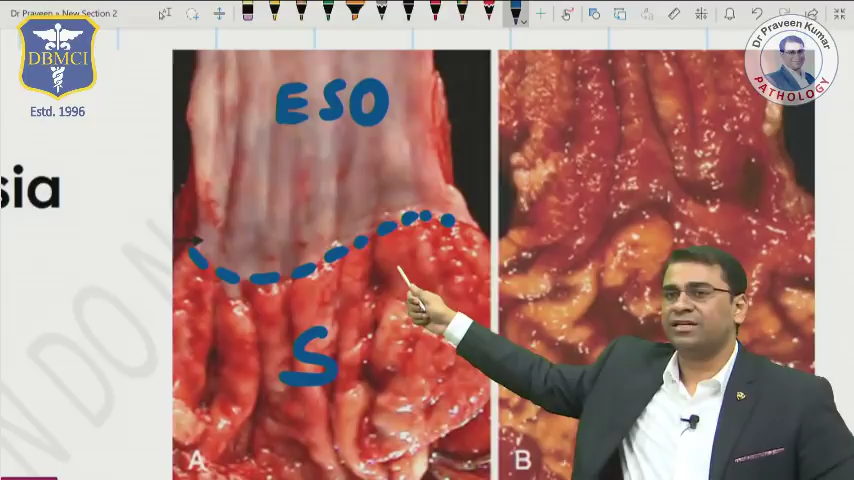 Dr Praveen » New Section 2
DBMCI
Estd. 1996
Dr Praveen Kumar
PATHOLOGY
ESO
sia
S
A
B